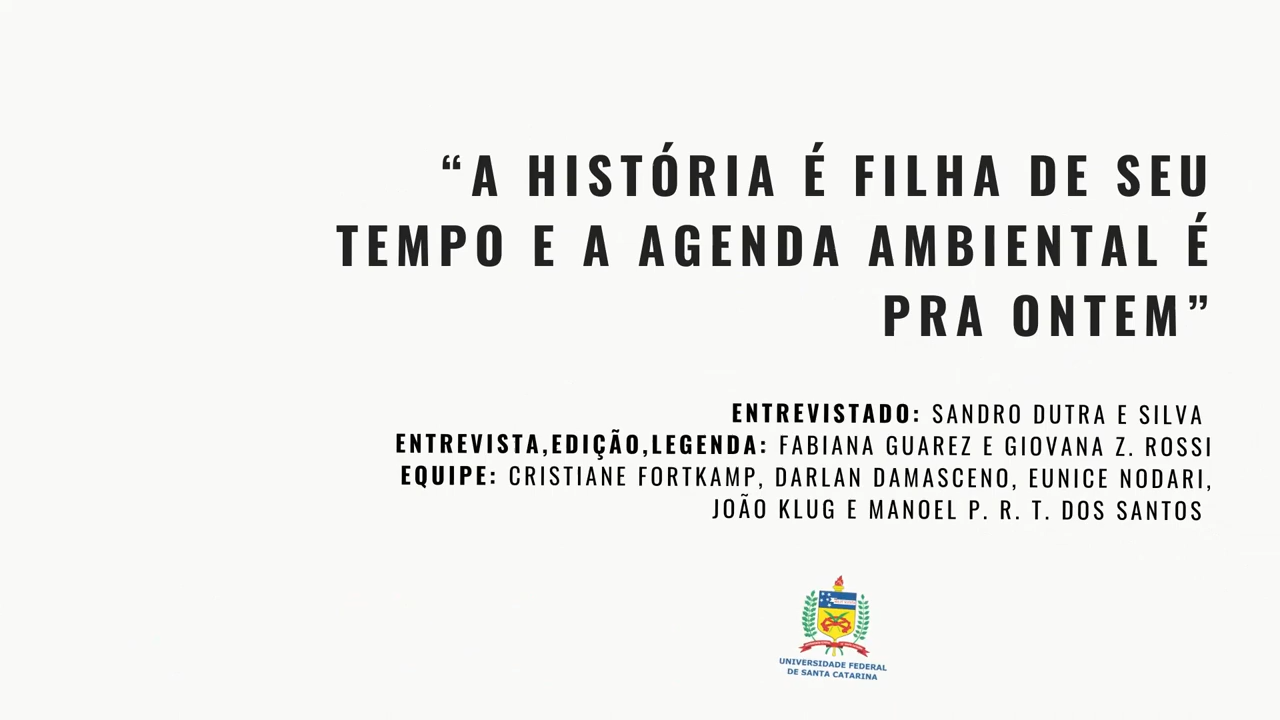 “A HISTÓRIA É FILHA DE SEU
TEMPO E A AGENDA AMBIENTAL É
PRA ONTEM”
ENTREVISTADO: SANDRO DUTRA E SILVA
ENTREVISTA,EDIÇÃO,LEGENDA: FABIANA GUAREZ E GIOVANA Z. ROSSI
EQUIPE: CRISTIANE FORTKAMP, DARLAN DAMASCENO, EUNICE NODARI,
JOÃO KLUG E MANOEL P. R. T. DOS SANTOS
UNIVERSIDADE FEDERAL
DE SANTA CATARINA